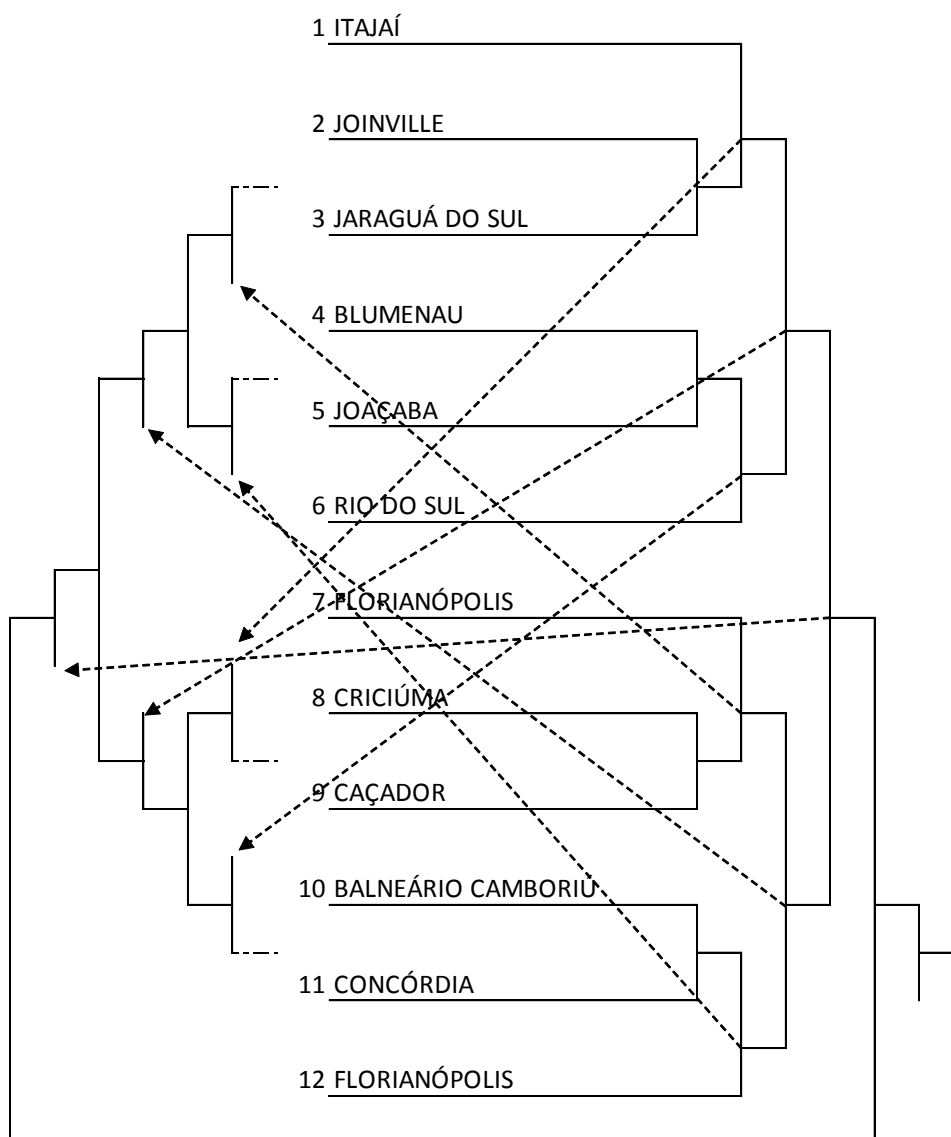 1 ITAJAÍ
2 JOINVILLE
3 JARAGUÁ DO SUL
4 BLUMENAU
5 JOAÇABA
6 RIO DO SUL
7 FLORIANÓPOLIS
8 CRICIÚMA
9 CAÇADOR
10 BALNEÁRIO CAMBORIÚ
11 CONCÓRDIA
12 FLORIANÓPOLIS